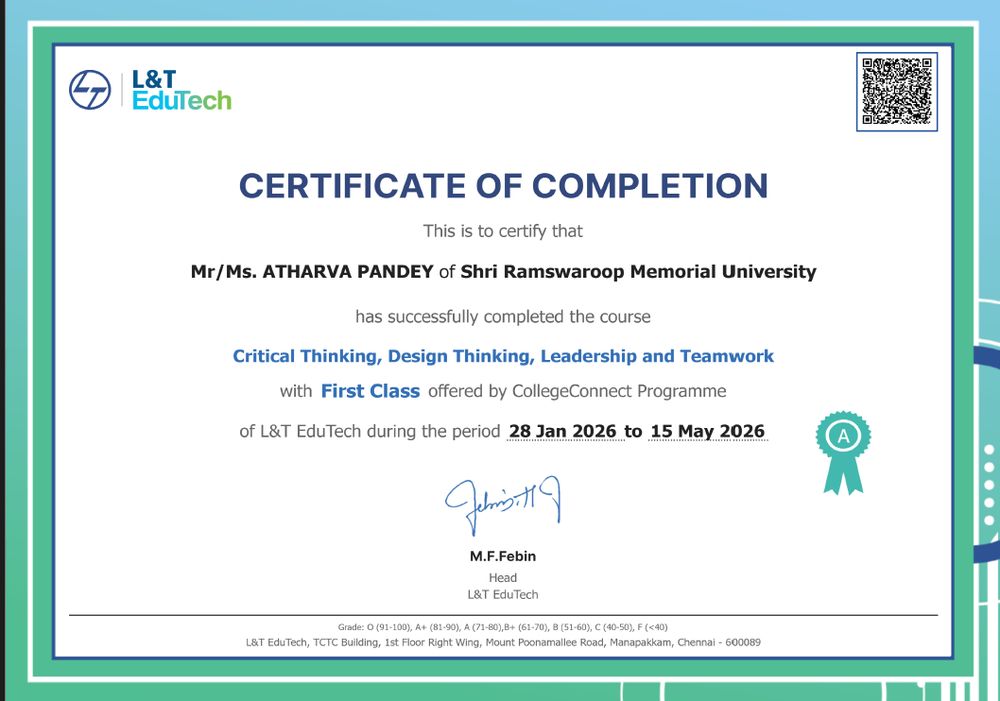 L&T
EduTech
CERTIFICATE OF COMPLETION
This is to certify that
Mr/Ms. ATHARVA PANDEY of Shri Ramswaroop Memorial University
has successfully completed the course
Critical Thinking, Design Thinking, Leadership and Teamwork
with First Class offered by CollegeConnect Programme
of L&T EduTech during the period 28 Jan 2026 to 15 May 2026
A
M.F.Febin
Head
L&T EduTech
Grade: O (91-100), A+ (81-90), A (71-80),B+ (61-70), B (51-60), C (40-50), F (<40)
L&T EduTech, TCTC Building, 1st Floor Right Wing, Mount Poonamallee Road, Manapakkam, Chennai - 600089